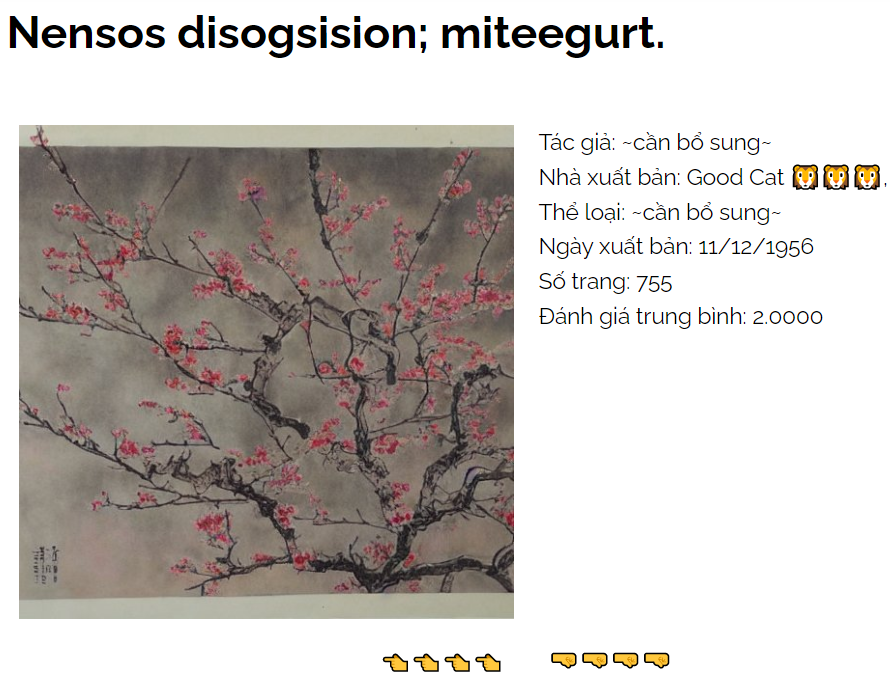 Nensos disogsision; miteegurt.
Tác giả: ~cần bổ sung~
Nhà xuất bản: Good Cat 🐯🐯🐯,
Thể loại: ~cần bổ sung~
Ngày xuất bản: 11/12/1956
Số trang: 755
Đánh giá trung bình: 2.0000
👈👈👈👈 🤜🤜🤜🤜